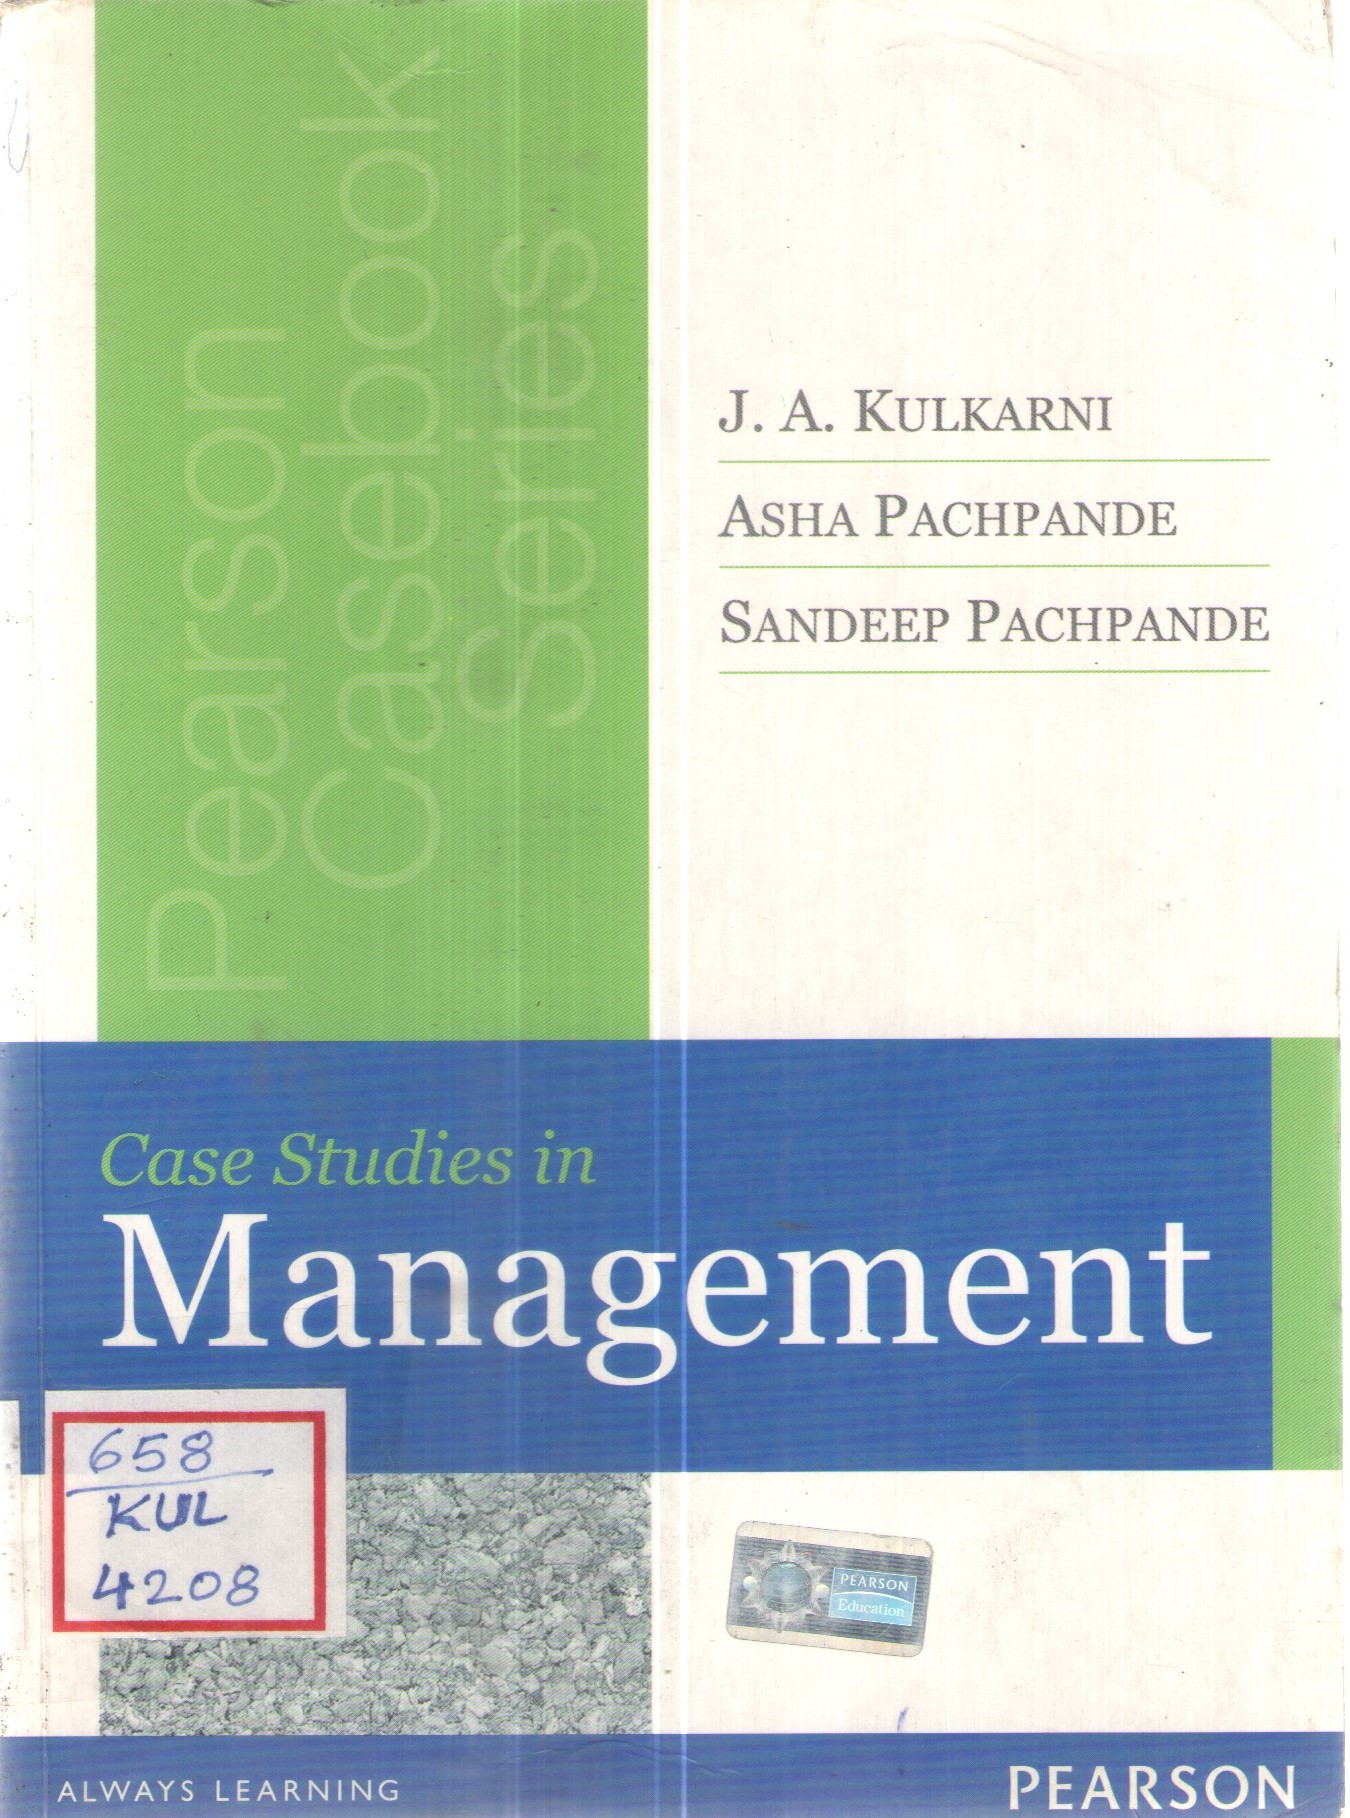 Pearson
Casebook
Series
J. A. KULKARNI
ASHA PACHPANDE
SANDEEP PACHPANDE
Case Studies in
Management
658
KUL
4208
PEARSON
Education
ALWAYS LEARNING
PEARSON